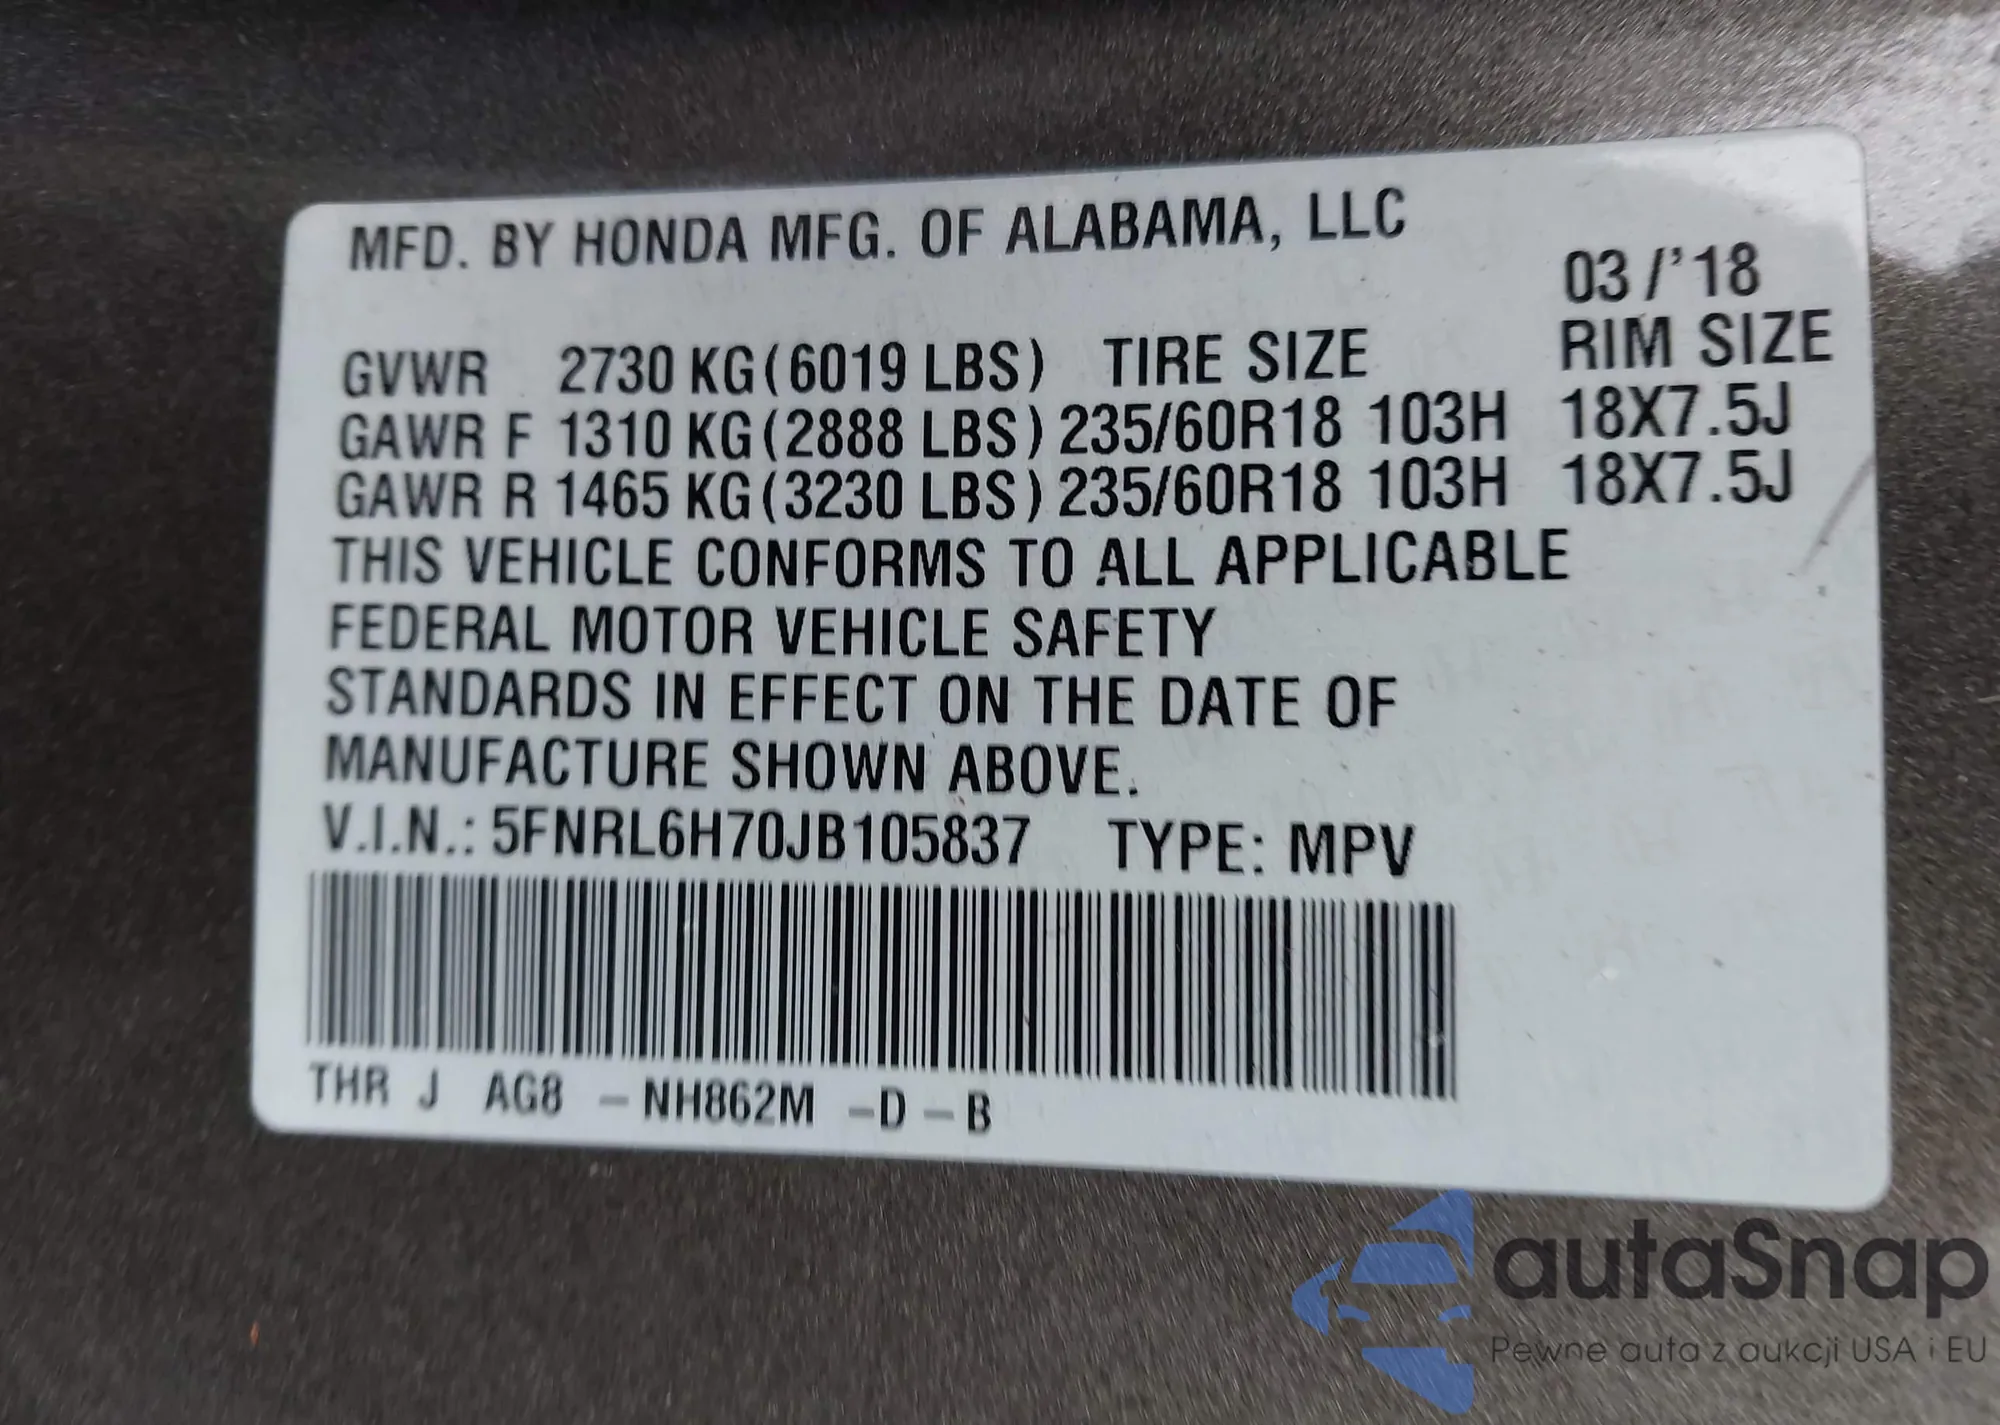 MFD. BY HONDA MFG. OF ALABAMA, LLC
03/'18
GVWR 2730 KG(6019 LBS) TIRE SIZE RIM SIZE
GAWR F 1310 KG(2888 LBS) 235/60R18 103H 18X7.5J
GAWR R 1465 KG(3230 LBS) 235/60R18 103H 18X7.5J
THIS VEHICLE CONFORMS TO ALL APPLICABLE
FEDERAL MOTOR VEHICLE SAFETY
STANDARDS IN EFFECT ON THE DATE OF
MANUFACTURE SHOWN ABOVE.
V.I.N.: 5FNRL6H70JB105837 TYPE: MPV
THR J AG8 -NH862M -D-B
autaSnap
Pewne auta z aukcji USA i EU